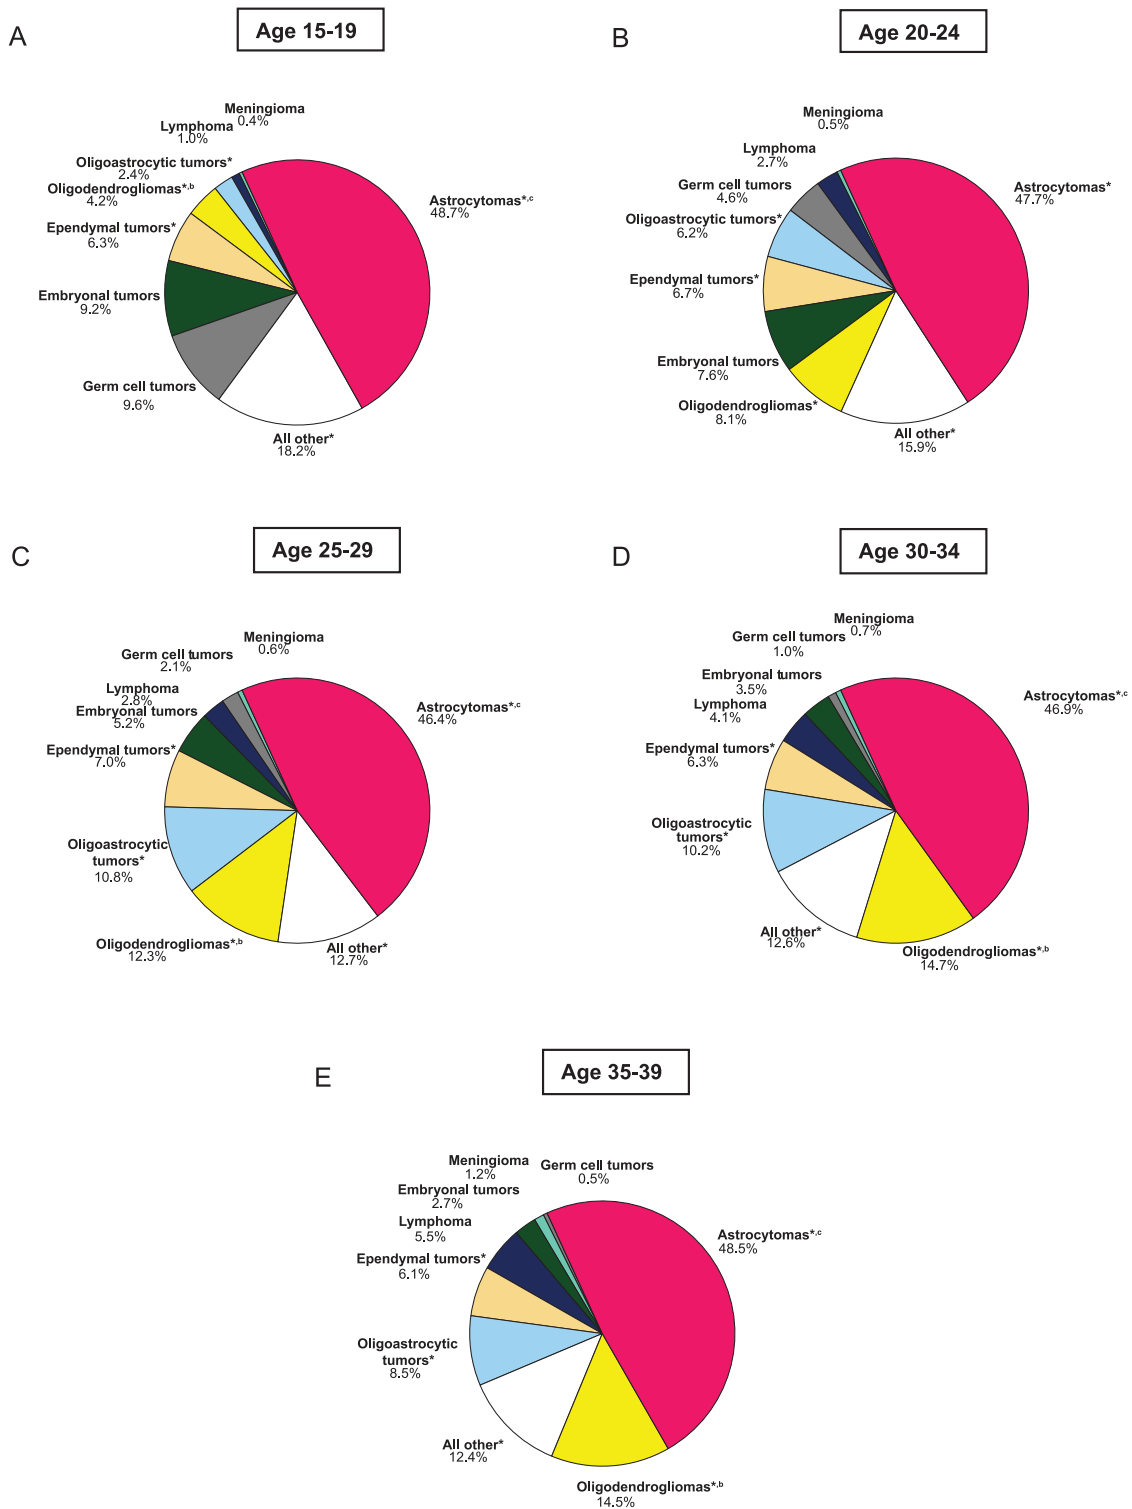 A
Age 15-19
Meningioma
0.4%
Lymphoma
1.0%
Oligoastrocytic tumors*
2.4%
Oligodendrogliomas*,b
4.2%
Ependymal tumors*
6.3%
Embryonal tumors
9.2%
Germ cell tumors
9.6%
All other*
18.2%
Astrocytomas*,c
48.7%
B
Age 20-24
Meningioma
0.5%
Lymphoma
2.7%
Germ cell tumors
4.6%
Oligoastrocytic tumors*
6.2%
Ependymal tumors*
6.7%
Embryonal tumors
7.6%
Oligodendrogliomas*
8.1%
All other*
15.9%
Astrocytomas*
47.7%
C
Age 25-29
Meningioma
0.6%
Germ cell tumors
2.1%
Lymphoma
2.8%
Embryonal tumors
5.2%
Ependymal tumors*
7.0%
Oligoastrocytic
tumors*
10.8%
Oligodendrogliomas*,b
12.3%
All other*
12.7%
Astrocytomas*,c
46.4%
D
Age 30-34
Meningioma
0.7%
Germ cell tumors
1.0%
Embryonal tumors
3.5%
Lymphoma
4.1%
Ependymal tumors*
6.3%
Oligoastrocytic
tumors*
10.2%
All other*
12.6%
Oligodendrogliomas*,b
14.7%
Astrocytomas*,c
46.9%
E
Age 35-39
Germ cell tumors
0.5%
Meningioma
1.2%
Embryonal tumors
2.7%
Lymphoma
5.5%
Ependymal tumors*
6.1%
Oligoastrocytic
tumors*
8.5%
All other*
12.4%
Oligodendrogliomas*,b
14.5%
Astrocytomas*,c
48.5%